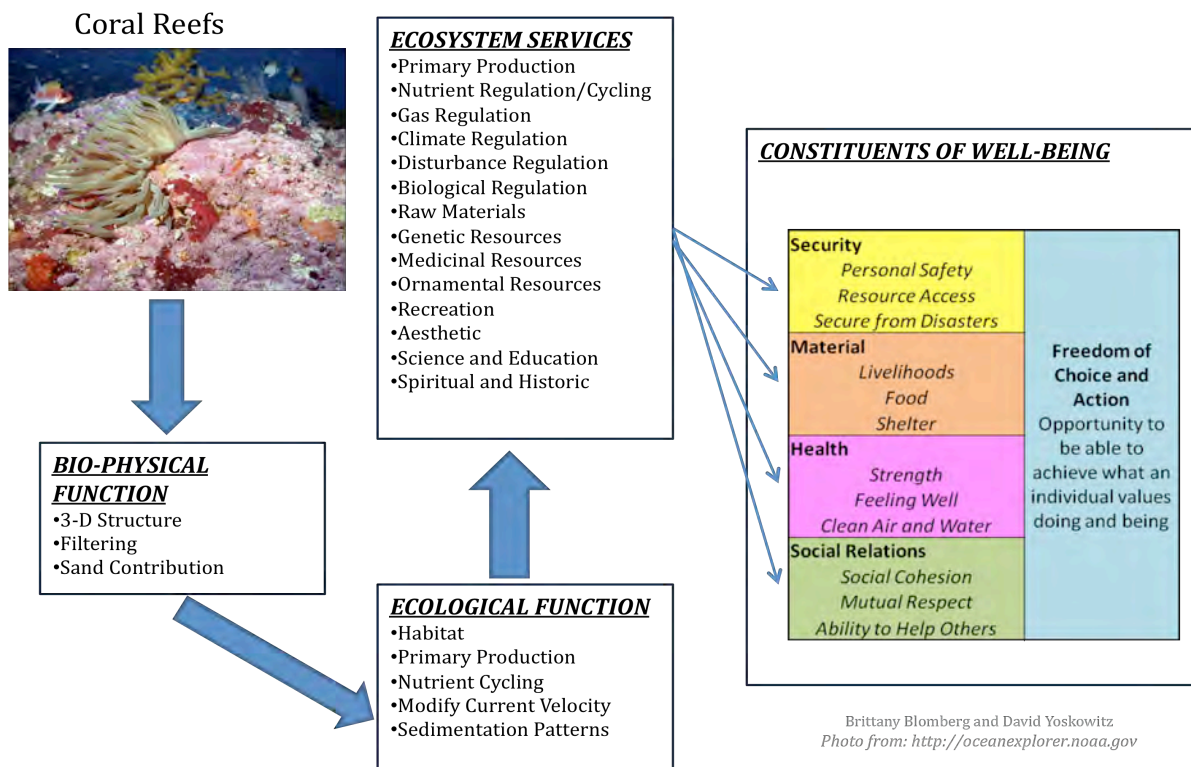 Coral Reefs
BIO-PHYSICAL
FUNCTION
•3-D Structure
•Filtering
•Sand Contribution
ECOLOGICAL FUNCTION
•Habitat
•Primary Production
•Nutrient Cycling
•Modify Current Velocity
•Sedimentation Patterns
ECOSYSTEM SERVICES
•Primary Production
•Nutrient Regulation/Cycling
•Gas Regulation
•Climate Regulation
•Disturbance Regulation
•Biological Regulation
•Raw Materials
•Genetic Resources
•Medicinal Resources
•Ornamental Resources
•Recreation
•Aesthetic
•Science and Education
•Spiritual and Historic
CONSTITUENTS OF WELL-BEING
Security
Personal Safety
Resource Access
Secure from Disasters
Material
Livelihoods
Food
Shelter
Health
Strength
Feeling Well
Clean Air and Water
Social Relations
Social Cohesion
Mutual Respect
Ability to Help Others
Freedom of
Choice and
Action
Opportunity to
be able to
achieve what an
individual values
doing and being
Brittany Blomberg and David Yoskowitz
Photo from: http://oceanexplorer.noaa.gov